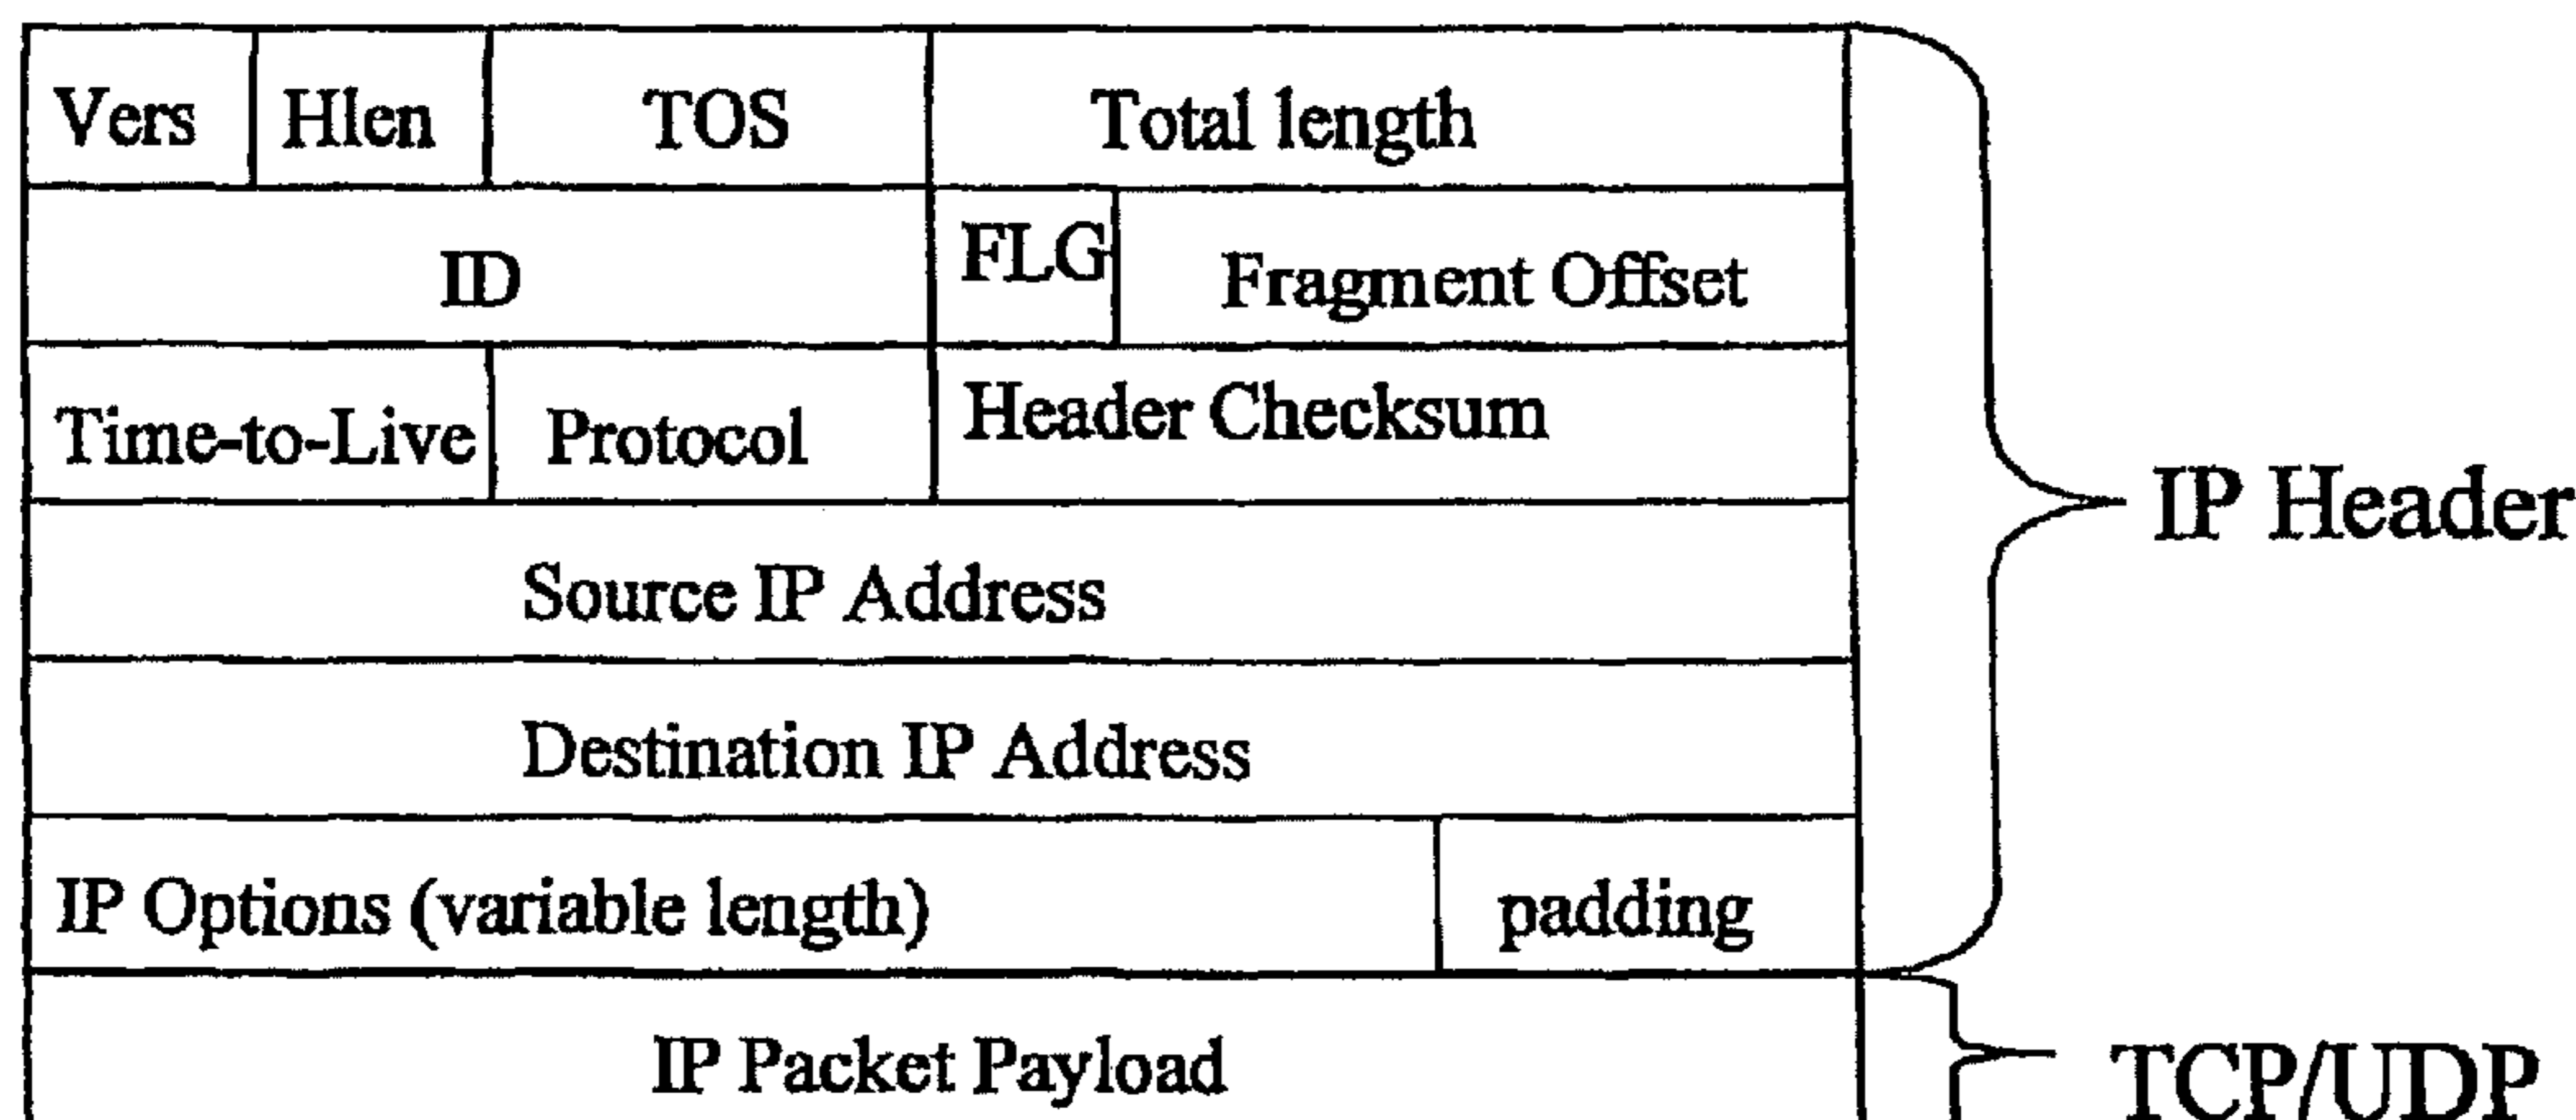 Vers Hlen TOS Total length
ID FLG Fragment Offset
Time-to-Live Protocol Header Checksum
IP Header
Source IP Address
Destination IP Address
IP Options (variable length) padding
IP Packet Payload
TCP/UDP